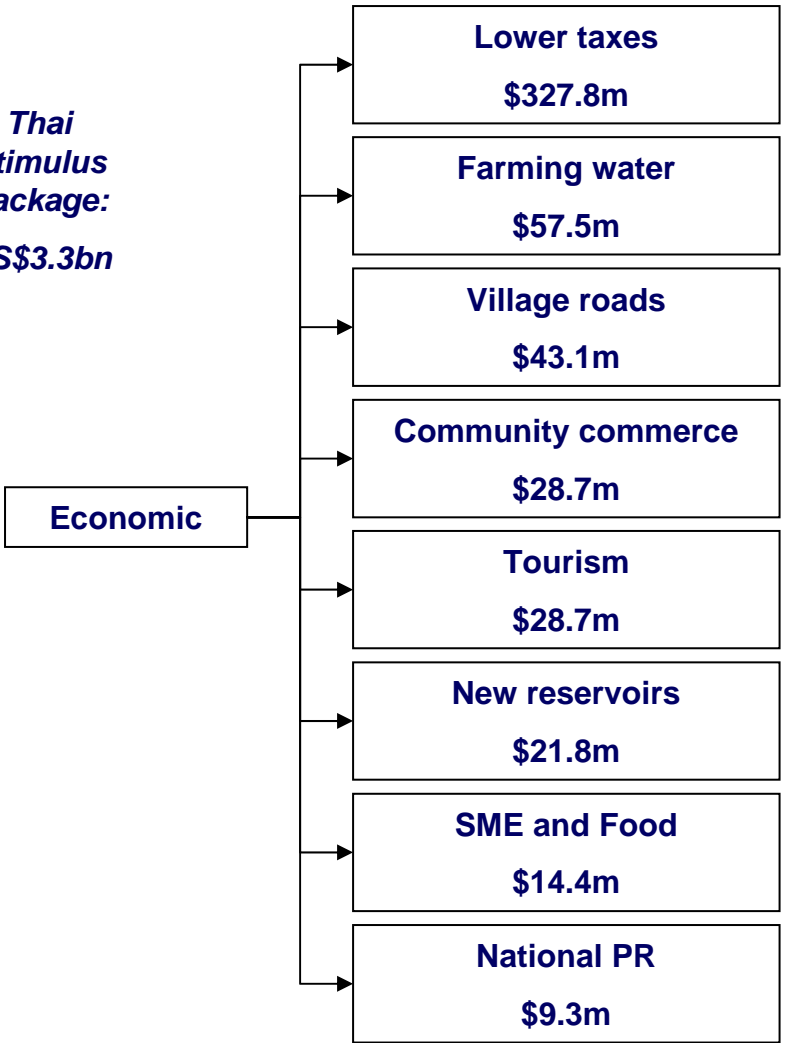 Thai
timulus
ackage:
S$3.3bn
Economic
Lower taxes
$327.8m
Farming water
$57.5m
Village roads
$43.1m
Community commerce
$28.7m
Tourism
$28.7m
New reservoirs
$21.8m
SME and Food
$14.4m
National PR
$9.3m